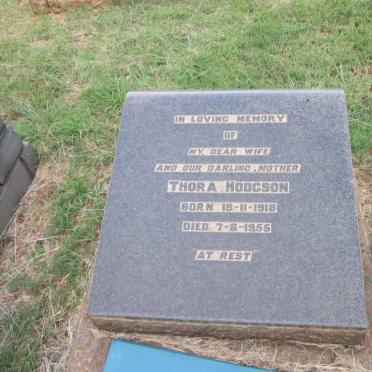 IN LOVING MEMORY
OF
MY DEAR WIFE
AND OUR DARLING MOTHER
THORA HODGSON
BORN 19-11-1918
DIED 7-6-1955
"AT REST"